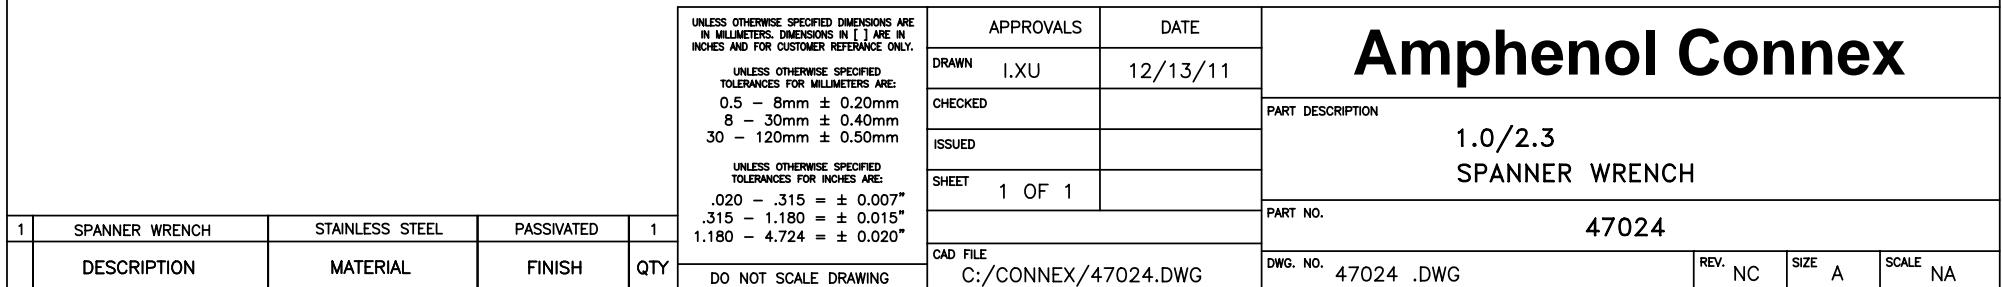 1 SPANNER WRENCH STAINLESS STEEL PASSIVATED 1
DESCRIPTION MATERIAL FINISH QTY
UNLESS OTHERWISE SPECIFIED DIMENSIONS ARE
IN MILLIMETERS. DIMENSIONS IN [ ] ARE IN
INCHES AND FOR CUSTOMER REFERANCE ONLY.
UNLESS OTHERWISE SPECIFIED
TOLERANCES FOR MILLIMETERS ARE:
0.5 – 8mm ± 0.20mm
8 – 30mm ± 0.40mm
30 – 120mm ± 0.50mm
UNLESS OTHERWISE SPECIFIED
TOLERANCES FOR INCHES ARE:
.020 – .315 = ± 0.007"
.315 – 1.180 = ± 0.015"
1.180 – 4.724 = ± 0.020"
DO NOT SCALE DRAWING
APPROVALS DATE
DRAWN I.XU 12/13/11
CHECKED
ISSUED
SHEET 1 OF 1
CAD FILE
C:/CONNEX/47024.DWG
Amphenol Connex
PART DESCRIPTION
1.0/2.3
SPANNER WRENCH
PART NO.
47024
DWG. NO. 47024 .DWG
REV. NC
SIZE A
SCALE NA